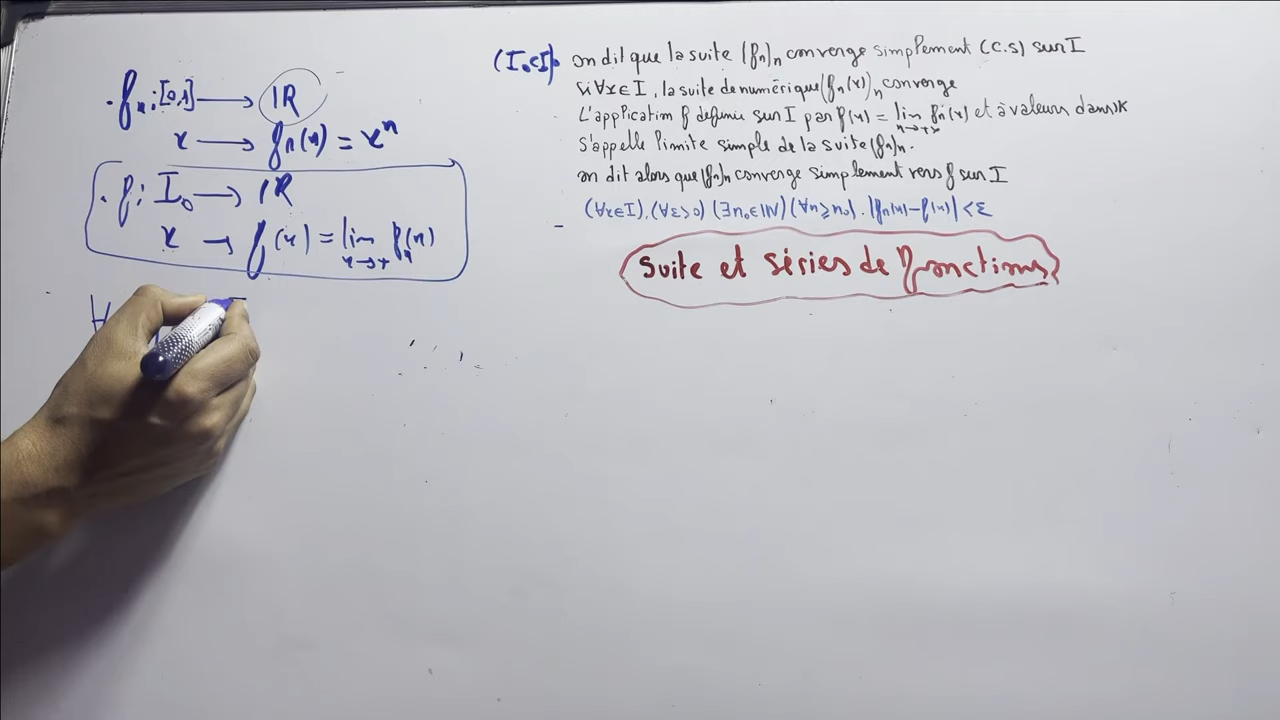 . fn : [0,1] → IR
x → fn(x) = xⁿ
. f : I₀ → IR
x → f(x) = lim fn(x)
n→+
∀
(I₀⊂I). on dit que la suite (fn)n converge simplement (C.S) sur I
si ∀x∈I, la suite de numérique (fn(x))n converge
L'application f definie sur I par f(x) = lim fn(x) et à valeurs dans IK
n→+∞
s'appelle limite simple de la suite (fn)n.
on dit alors que (fn)n converge simplement vers f sur I
(∀x∈I), (∀ε>0) (∃n₀∈IN) (∀n≥n₀). |fn(x)-f(x)| <ε
Suite et séries de fonctions